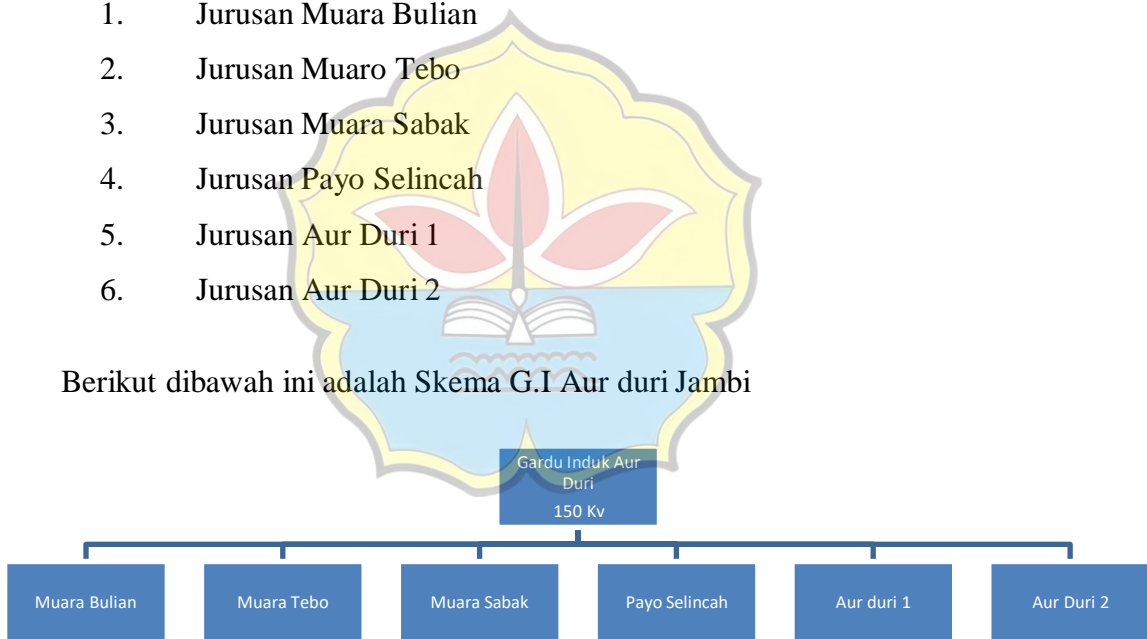 1. Jurusan Muara Bulian
2. Jurusan Muaro Tebo
3. Jurusan Muara Sabak
4. Jurusan Payo Selincah
5. Jurusan Aur Duri 1
6. Jurusan Aur Duri 2
Berikut dibawah ini adalah Skema G.I Aur duri Jambi
Gardu Induk Aur
Duri
150 Kv
Muara Bulian
Muara Tebo
Muara Sabak
Payo Selincah
Aur duri 1
Aur Duri 2